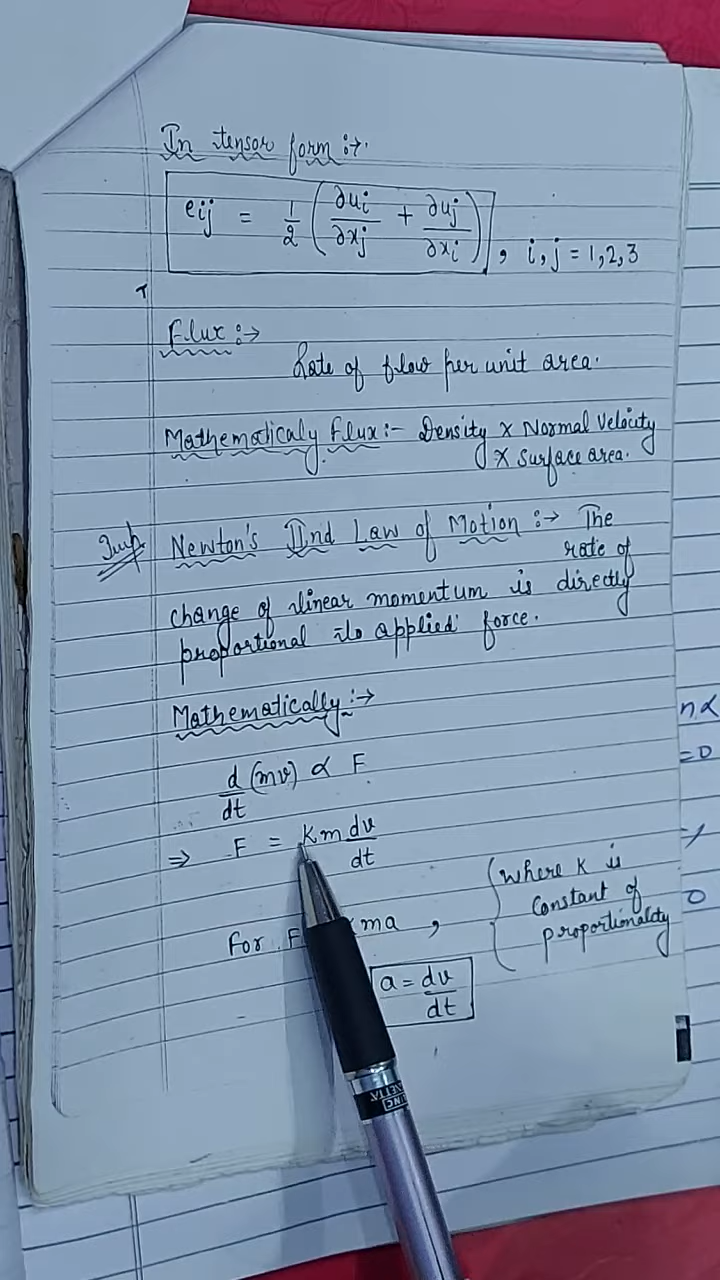 In tensor form :→
eij = 1/2 (∂ui/∂xj + ∂uj/∂xi) , i, j = 1,2,3
Flux :→
Rate of flow per unit area.
Mathematicaly flux :- Density × Normal Velocity
× surface area.
Imp. Newton's IInd Law of Motion :→ The
rate of
change of linear momentum is directly
proportional to applied force.
Mathematically :→
d/dt (mv) ∝ F
⇒ F = Km dv/dt
{where K is
constant of
proportionality
For F ma ,
a = dv/dt
=0
0